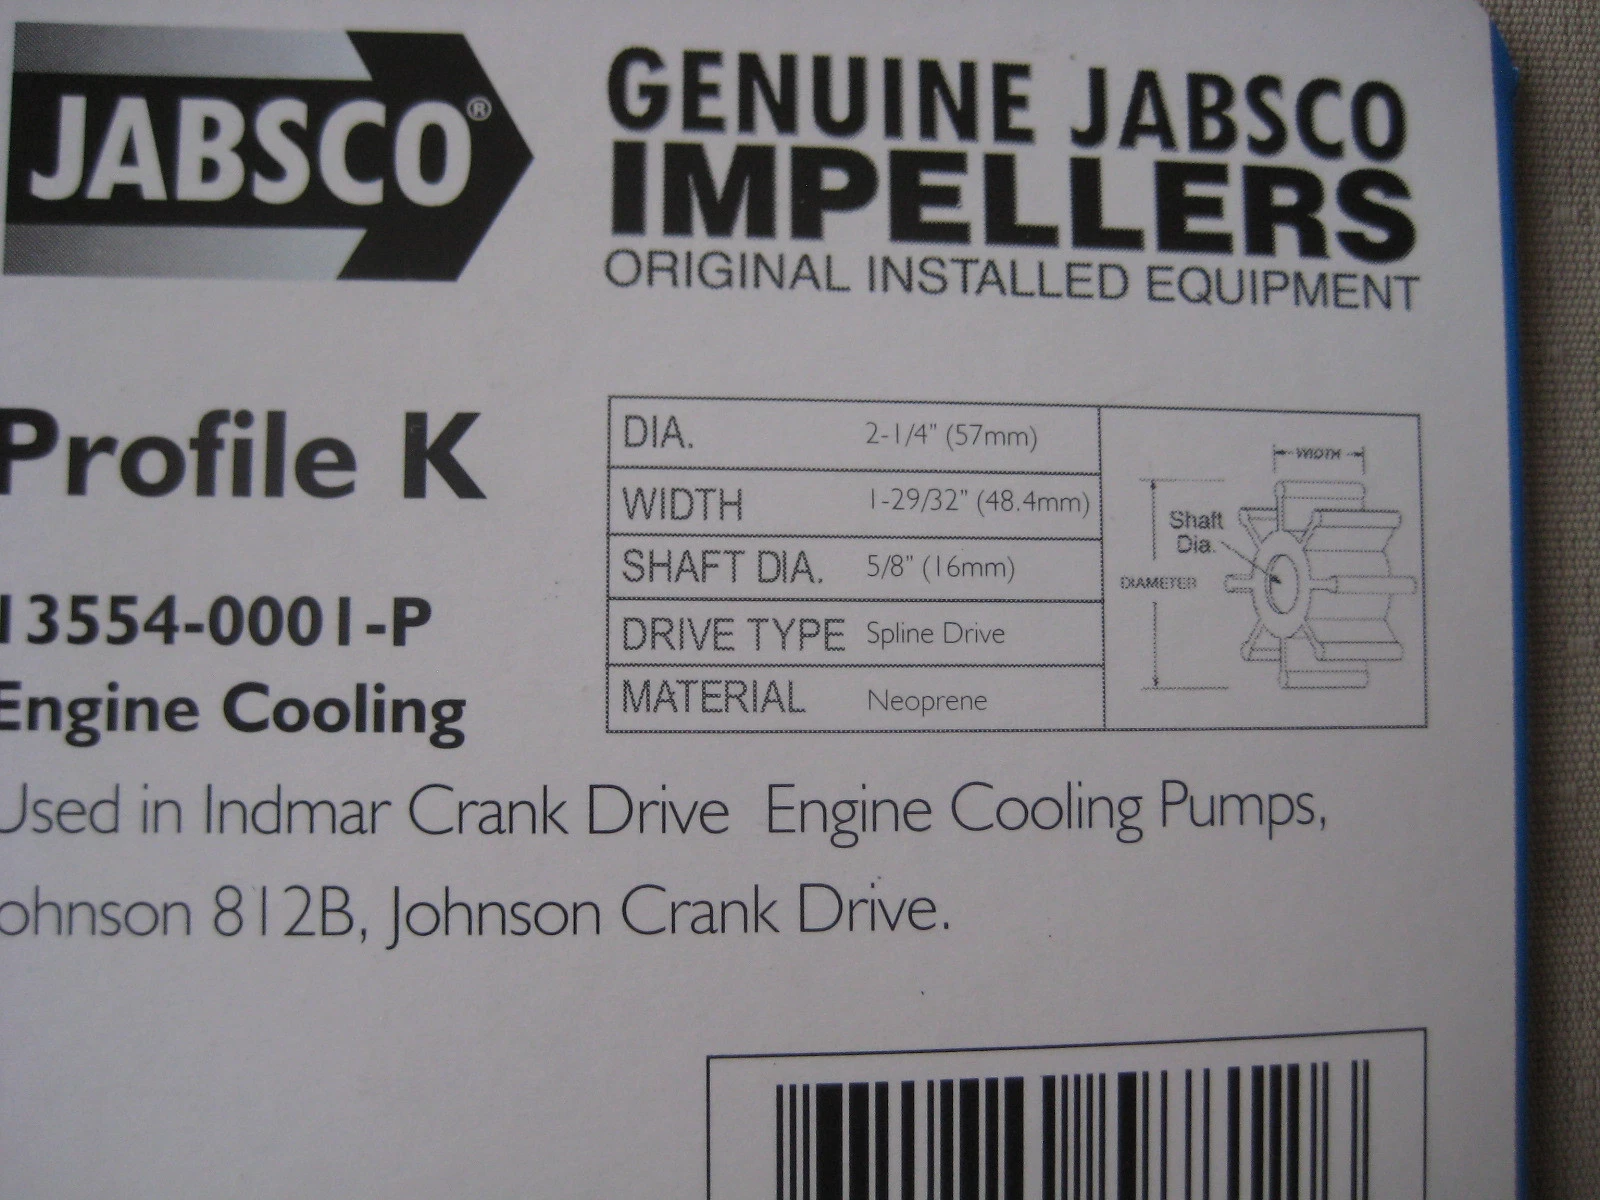 JABSCO®
GENUINE JABSCO
IMPELLERS
ORIGINAL INSTALLED EQUIPMENT
Profile K
13554-0001-P
Engine Cooling
DIA. 2-1/4" (57mm)
WIDTH 1-29/32" (48.4mm)
SHAFT DIA. 5/8" (16mm)
DRIVE TYPE Spline Drive
MATERIAL Neoprene
WIDTH
Shaft
Dia.
DIAMETER
Used in Indmar Crank Drive Engine Cooling Pumps,
ohnson 812B, Johnson Crank Drive.